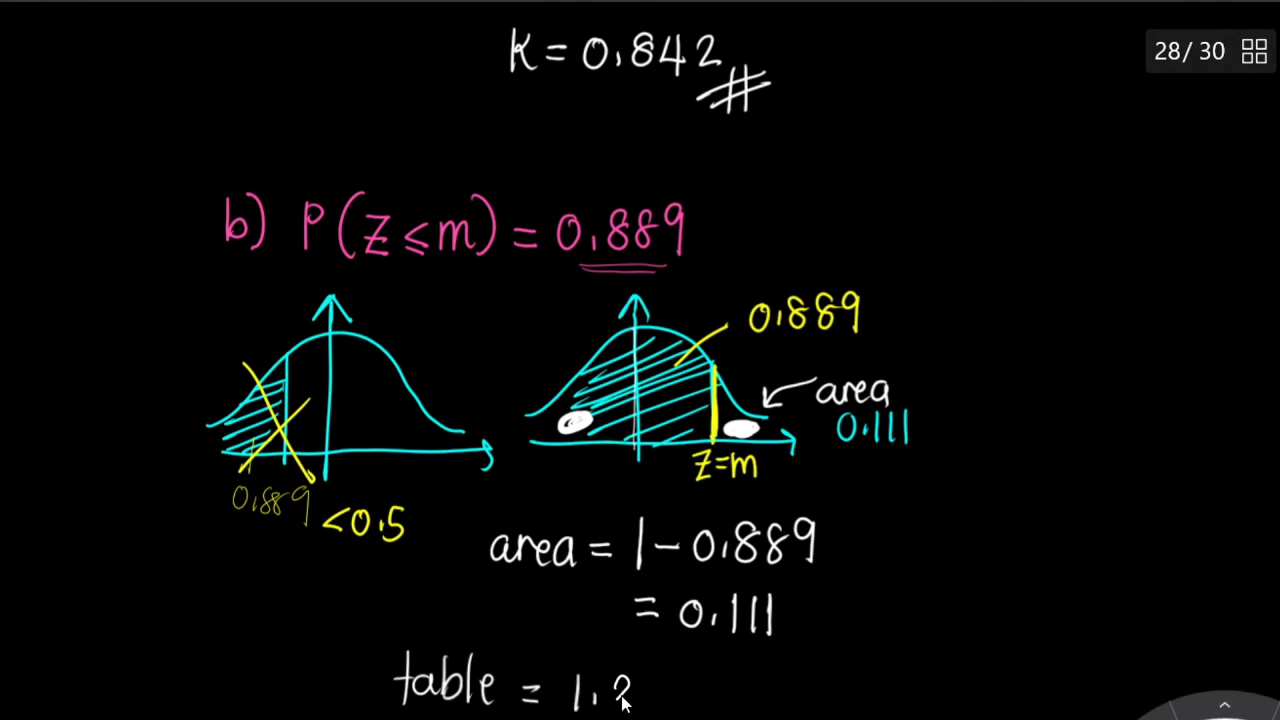 K = 0.842
28/ 30
b) P(Z ≤ m) = 0.889
0.889
area
0.111
Z=m
0.889
<0.5
area = 1 - 0.889
= 0.111
table = 1.2